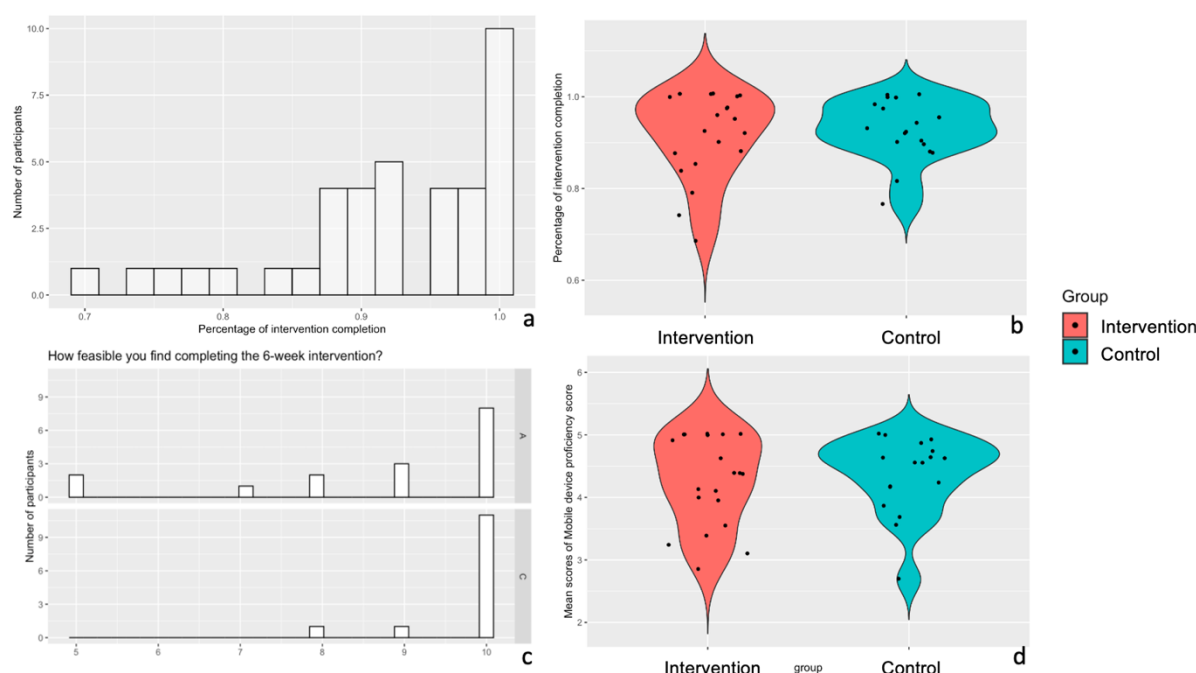 10.0
7.5
5.0
2.5
0.0
Number of participants
0.7
0.8
0.9
1.0
Percentage of intervention completion
a
1.0
0.8
0.6
Percentage of intervention completion
Intervention
Control
b
Group
Intervention
Control
How feasible you find completing the 6-week intervention?
9
6
3
0
A
9
6
3
0
C
Number of participants
5
6
7
8
9
10
c
6
5
4
3
2
Mean scores of Mobile device proficiency score
Intervention
group
Control
d